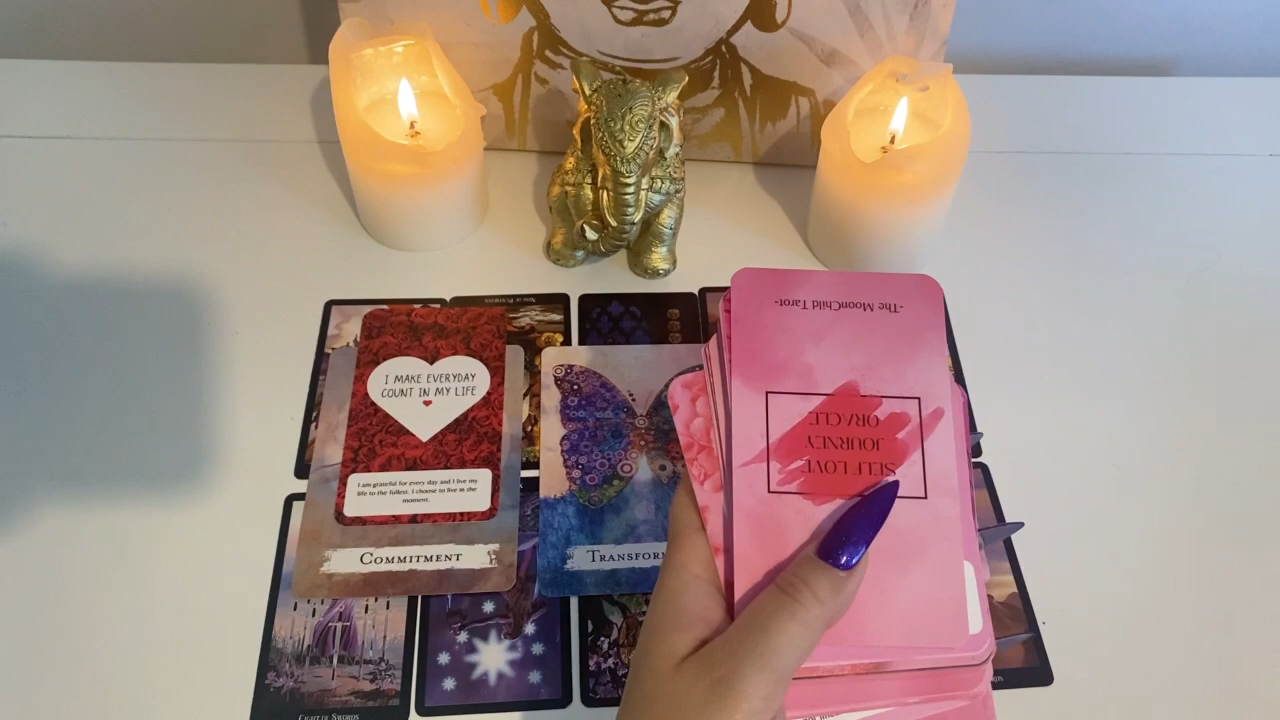 NINE OF PENTACLES
-The MoonChild Tarot-
I MAKE EVERYDAY
COUNT IN MY LIFE
I am grateful for every day and I live my
life to the fullest. I choose to live in the
moment.
SELF LOVE
JOURNEY
ORACLE
COMMITMENT
TRANSFOR
EIGHT OF SWORDS